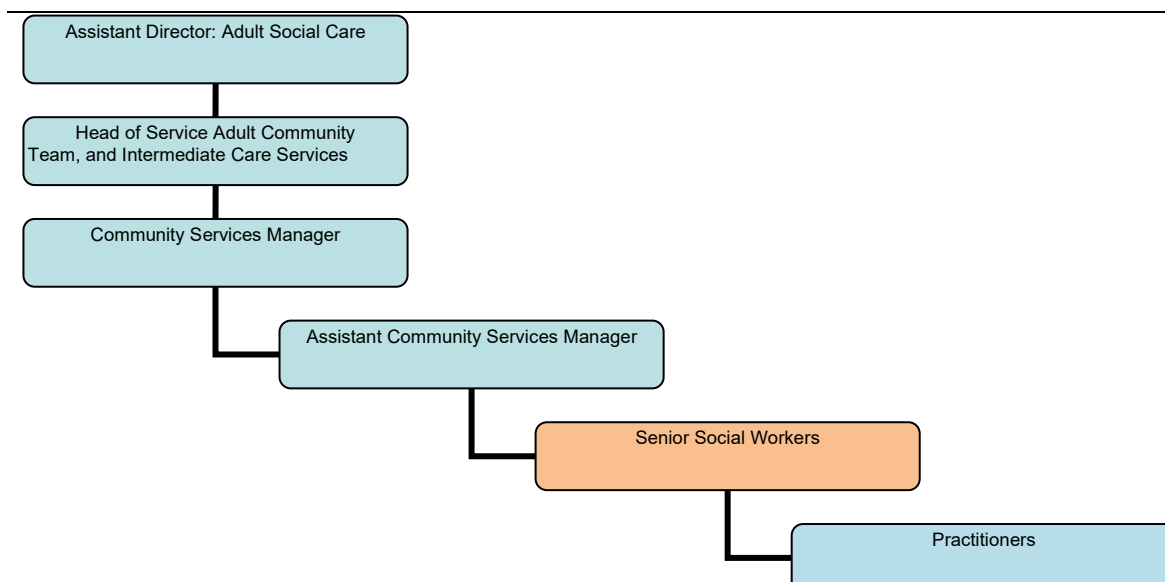 Assistant Director: Adult Social Care
Head of Service Adult Community
Team, and Intermediate Care Services
Community Services Manager
Assistant Community Services Manager
Senior Social Workers
Practitioners